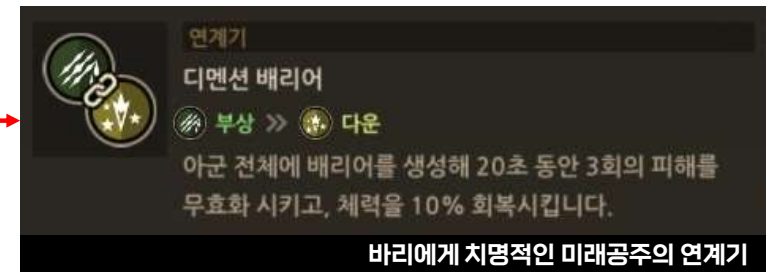 연계기
디멘션 배리어
부상 >> 다운
아군 전체에 배리어를 생성해 20초 동안 3회의 피해를
무효화 시키고, 체력을 10% 회복시킵니다.
바리에게 치명적인 미래공주의 연계기